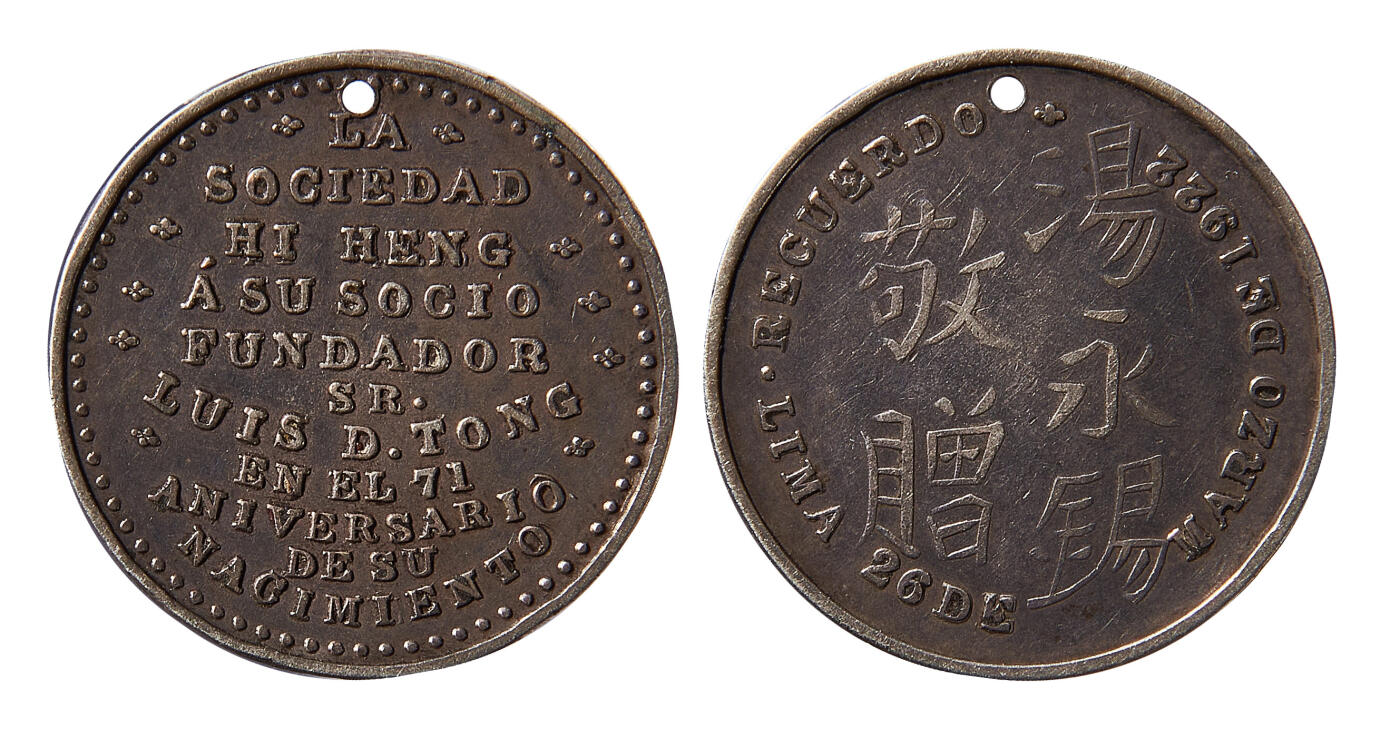 LA
SOCIEDAD
HI HENG
Á SU SOCIO
FUNDADOR
SR.
LUIS D. TONG
EN EL 71
ANIVERSARIO
DE SU
NACIMIENTO
RECUERDO
LIMA 26 DE MARZO DE 1922
湯永錫
敬贈